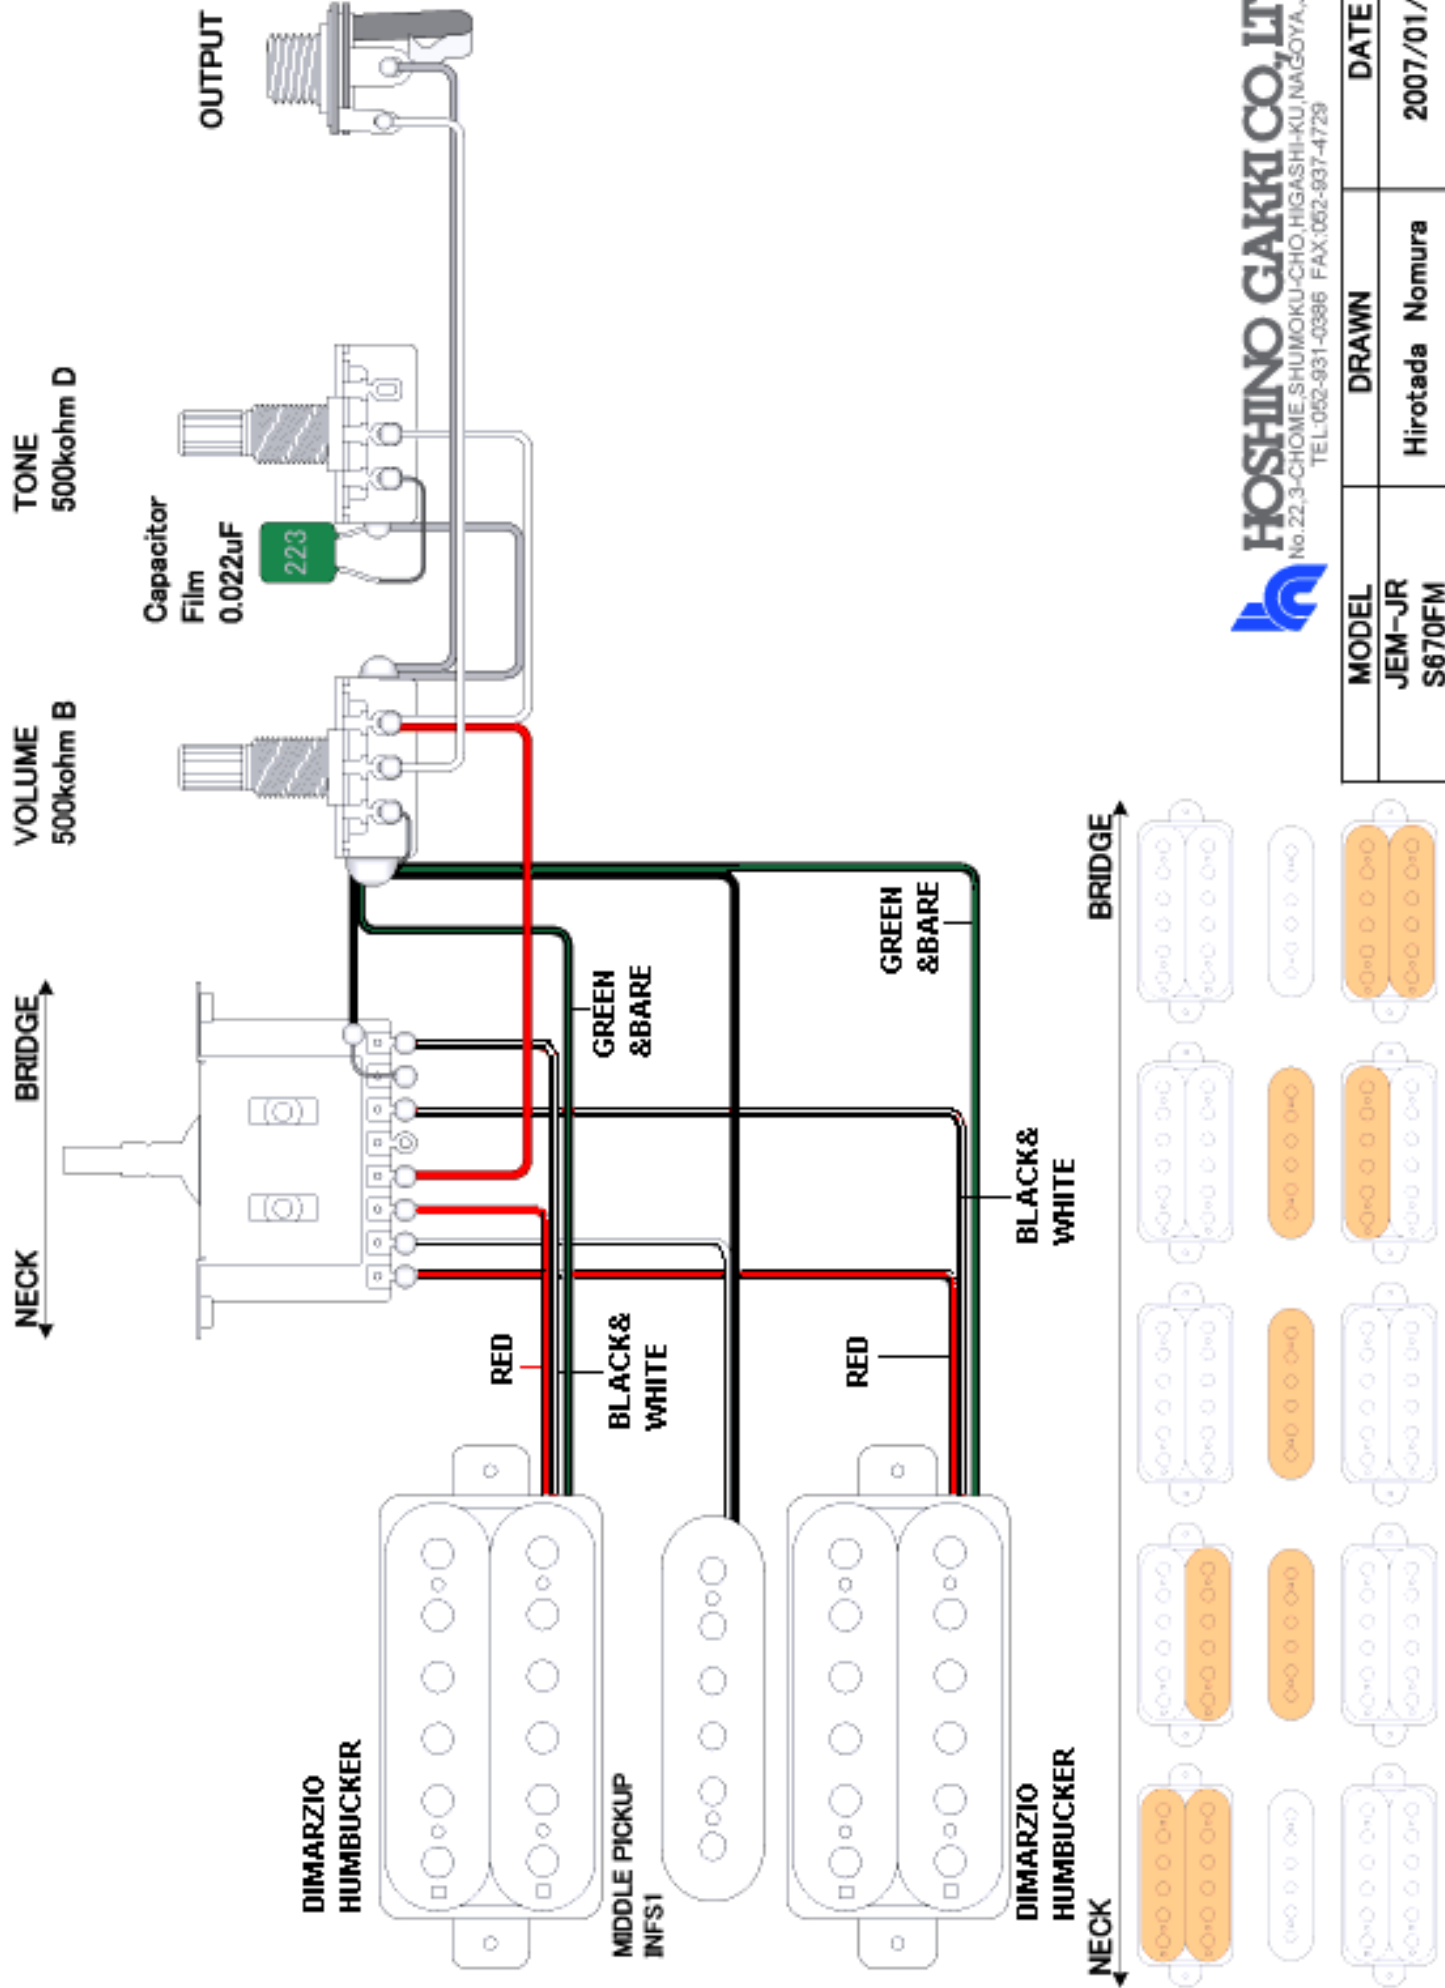 OUTPUT
TONE
500kohm D
Capacitor
Film
0.022uF
223
VOLUME
500kohm B
BRIDGE
NECK
GREEN
&BARE
GREEN
&BARE
BLACK&
WHITE
RED
BLACK&
WHITE
RED
DIMARZIO
HUMBUCKER
MIDDLE PICKUP
INFS1
DIMARZIO
HUMBUCKER
BRIDGE
NECK
HOSHINO GAKKI CO.,LT
No.22,3-CHOME,SHUMOKU-CHO,HIGASHI-KU,NAGOYA,
TEL:052-931-0386 FAX:052-937-4729
MODEL DRAWN DATE
JEM-JR
S670FM
Hirotada Nomura
2007/01/